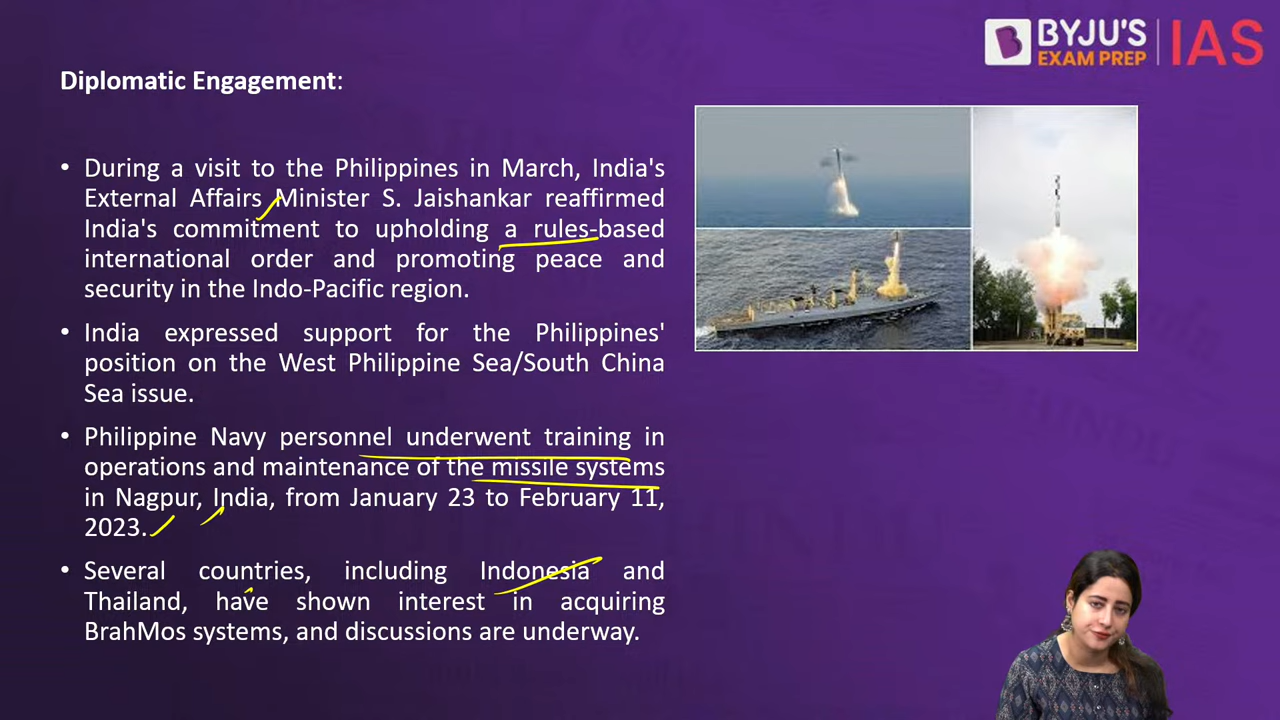 BYJU'S
EXAM PREP
IAS
Diplomatic Engagement:
• During a visit to the Philippines in March, India's
External Affairs Minister S. Jaishankar reaffirmed
India's commitment to upholding a rules-based
international order and promoting peace and
security in the Indo-Pacific region.
• India expressed support for the Philippines'
position on the West Philippine Sea/South China
Sea issue.
• Philippine Navy personnel underwent training in
operations and maintenance of the missile systems
in Nagpur, India, from January 23 to February 11,
2023.
• Several countries, including Indonesia and
Thailand, have shown interest in acquiring
BrahMos systems, and discussions are underway.